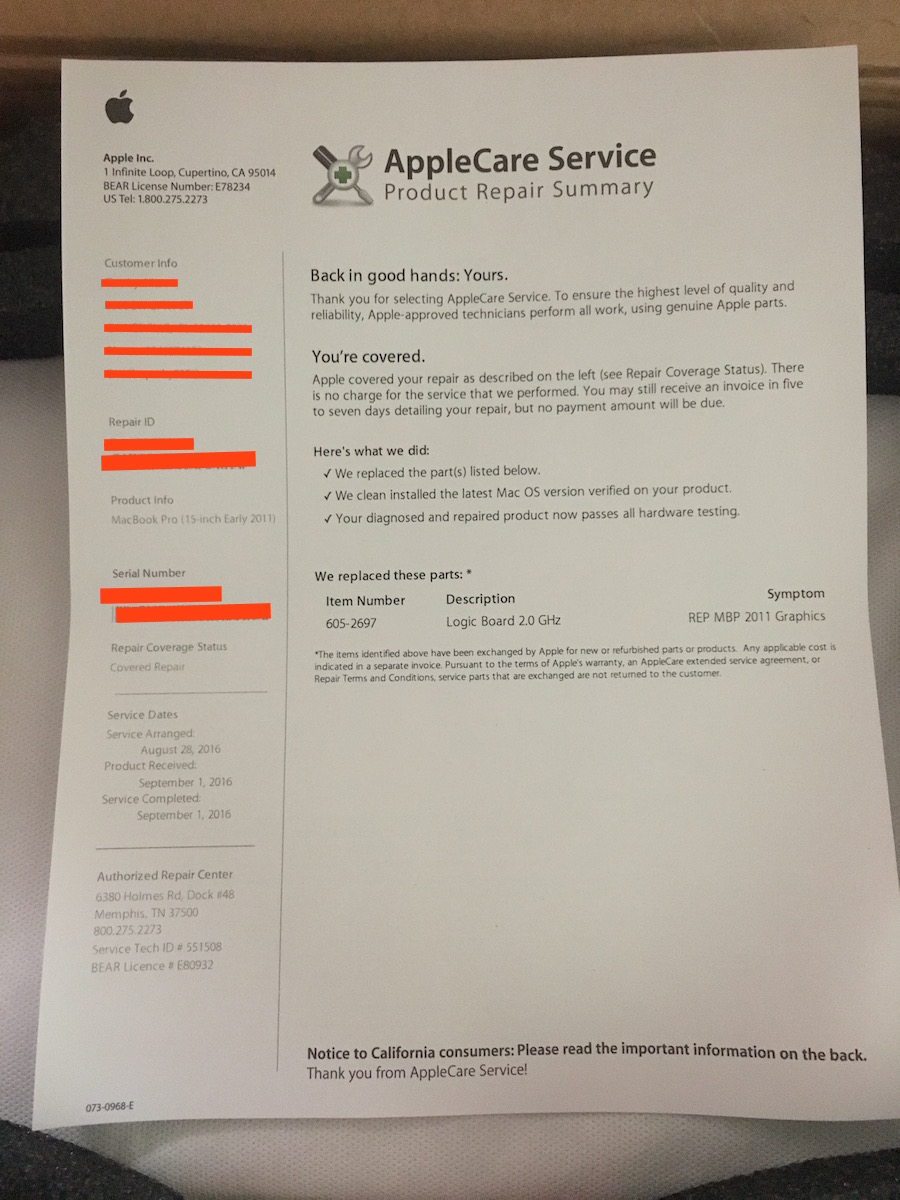 Apple Inc.
1 Infinite Loop, Cupertino, CA 95014
BEAR License Number: E78234
US Tel: 1.800.275.2273
AppleCare Service
Product Repair Summary
Customer Info
Repair ID
Product Info
MacBook Pro (15-inch Early 2011)
Serial Number
Repair Coverage Status
Covered Repair
Service Dates
Service Arranged:
August 28, 2016
Product Received:
September 1, 2016
Service Completed:
September 1, 2016
Authorized Repair Center
6380 Holmes Rd, Dock #48
Memphis, TN 37500
800.275.2273
Service Tech ID # 551508
BEAR Licence # E80932
Back in good hands: Yours.
Thank you for selecting AppleCare Service. To ensure the highest level of quality and
reliability, Apple-approved technicians perform all work, using genuine Apple parts.
You're covered.
Apple covered your repair as described on the left (see Repair Coverage Status). There
is no charge for the service that we performed. You may still receive an invoice in five
to seven days detailing your repair, but no payment amount will be due.
Here's what we did:
✓ We replaced the part(s) listed below.
✓ We clean installed the latest Mac OS version verified on your product.
✓ Your diagnosed and repaired product now passes all hardware testing.
We replaced these parts: *
Item Number Description Symptom
605-2697 Logic Board 2.0 GHz REP MBP 2011 Graphics
*The items identified above have been exchanged by Apple for new or refurbished parts or products. Any applicable cost is
indicated in a separate invoice. Pursuant to the terms of Apple's warranty, an AppleCare extended service agreement, or
Repair Terms and Conditions, service parts that are exchanged are not returned to the customer.
Notice to California consumers: Please read the important information on the back.
Thank you from AppleCare Service!
073-0968-E